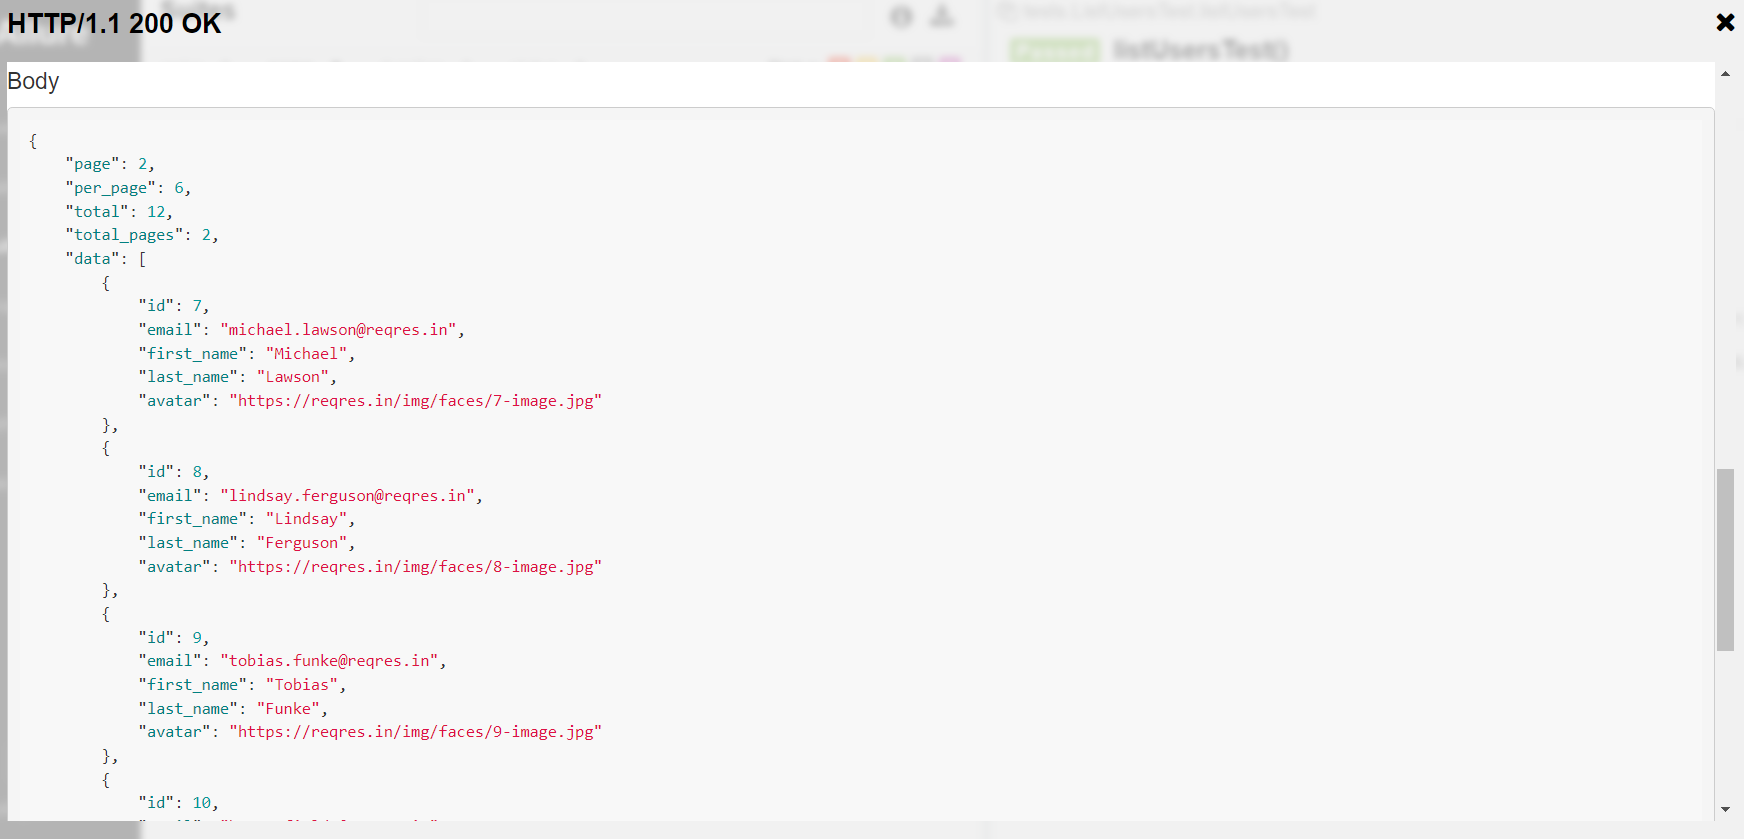 Suites
HTTP/1.1 200 OK
listUsersTest()
Body
{
    "page": 2,
    "per_page": 6,
    "total": 12,
    "total_pages": 2,
    "data": [
        {
            "id": 7,
            "email": "michael.lawson@reqres.in",
            "first_name": "Michael",
            "last_name": "Lawson",
            "avatar": "https://reqres.in/img/faces/7-image.jpg"
        },
        {
            "id": 8,
            "email": "lindsay.ferguson@reqres.in",
            "first_name": "Lindsay",
            "last_name": "Ferguson",
            "avatar": "https://reqres.in/img/faces/8-image.jpg"
        },
        {
            "id": 9,
            "email": "tobias.funke@reqres.in",
            "first_name": "Tobias",
            "last_name": "Funke",
            "avatar": "https://reqres.in/img/faces/9-image.jpg"
        },
        {
            "id": 10,